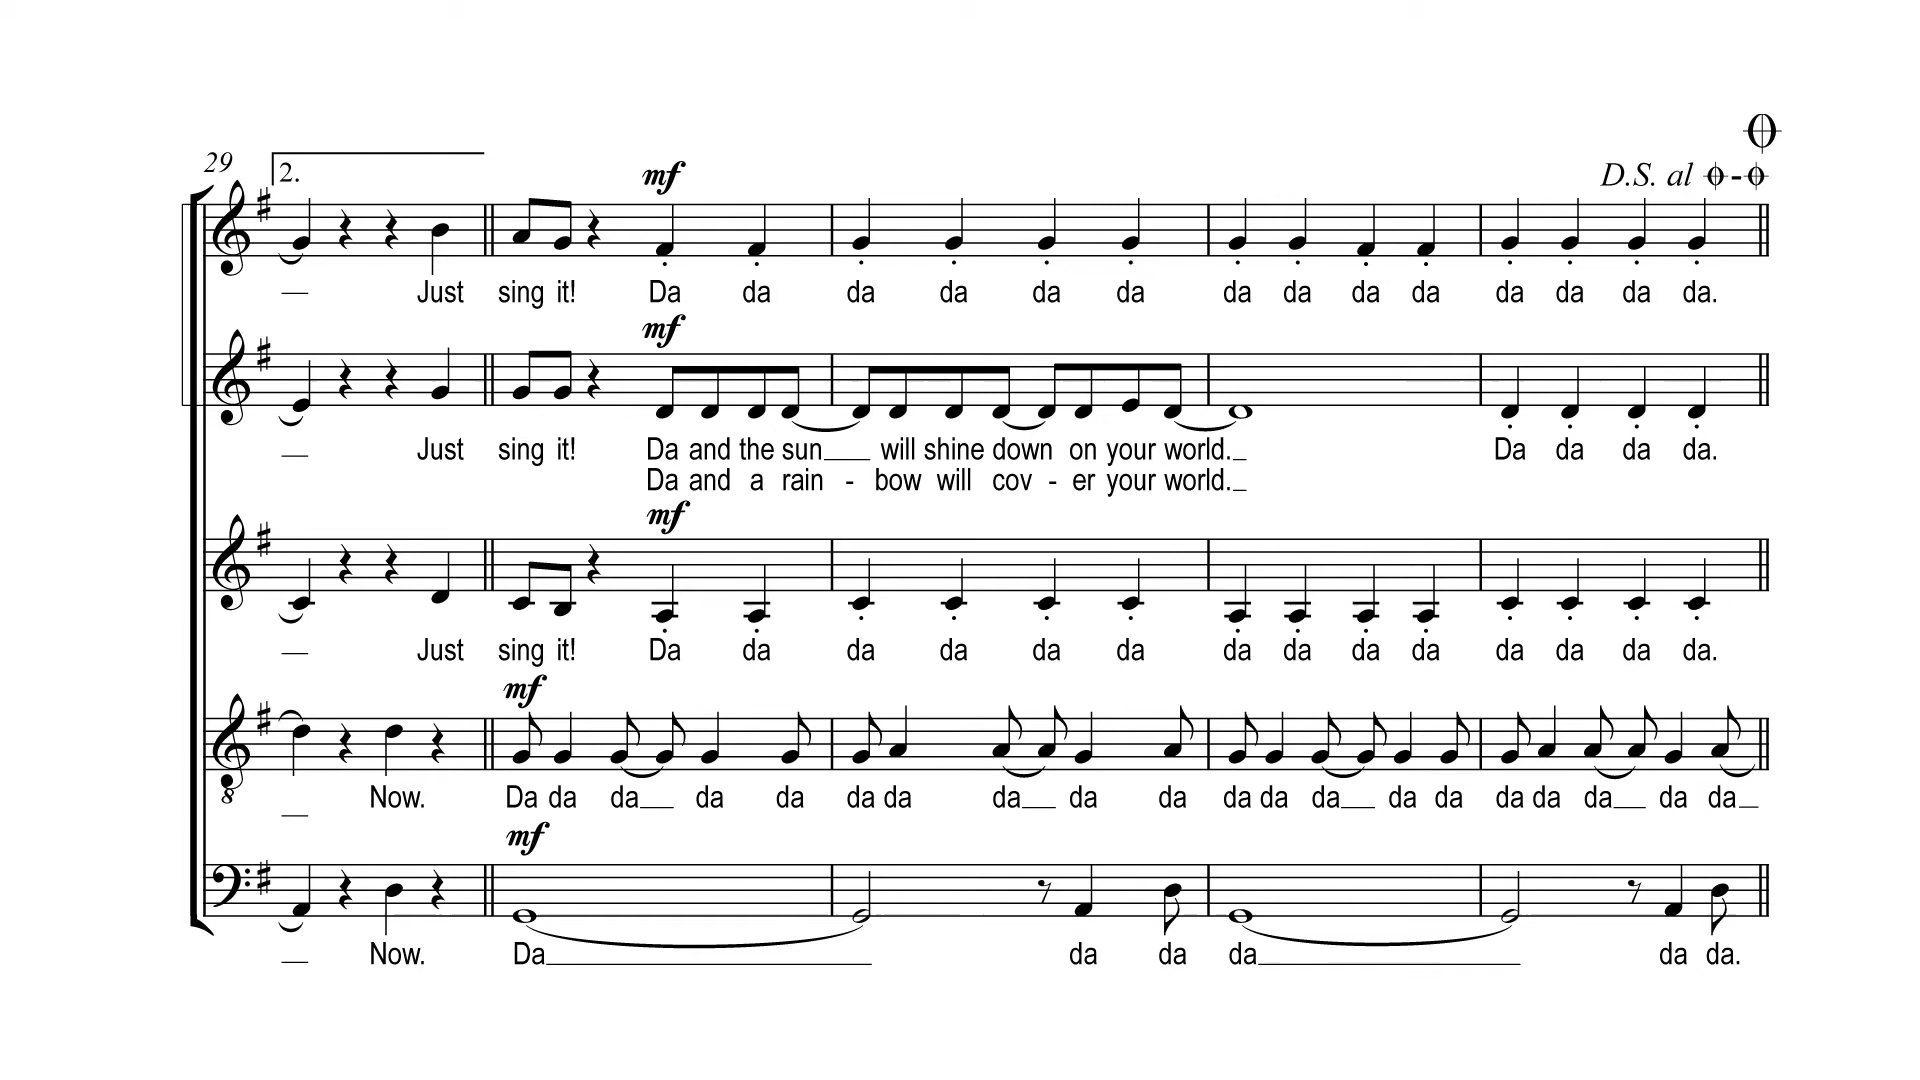 29
2.
mf
D.S. al 𝄌-𝄌
Just sing it! Da da da da da da da da da da da da da da.
mf
Just sing it! Da and the sun will shine down on your world. Da da da da.
Da and a rain - bow will cov - er your world.
mf
Just sing it! Da da da da da da da da da da da da da da.
mf
Now. Da da da da da da da da da da da da da da da da da da da da
mf
Now. Da da da da da da.